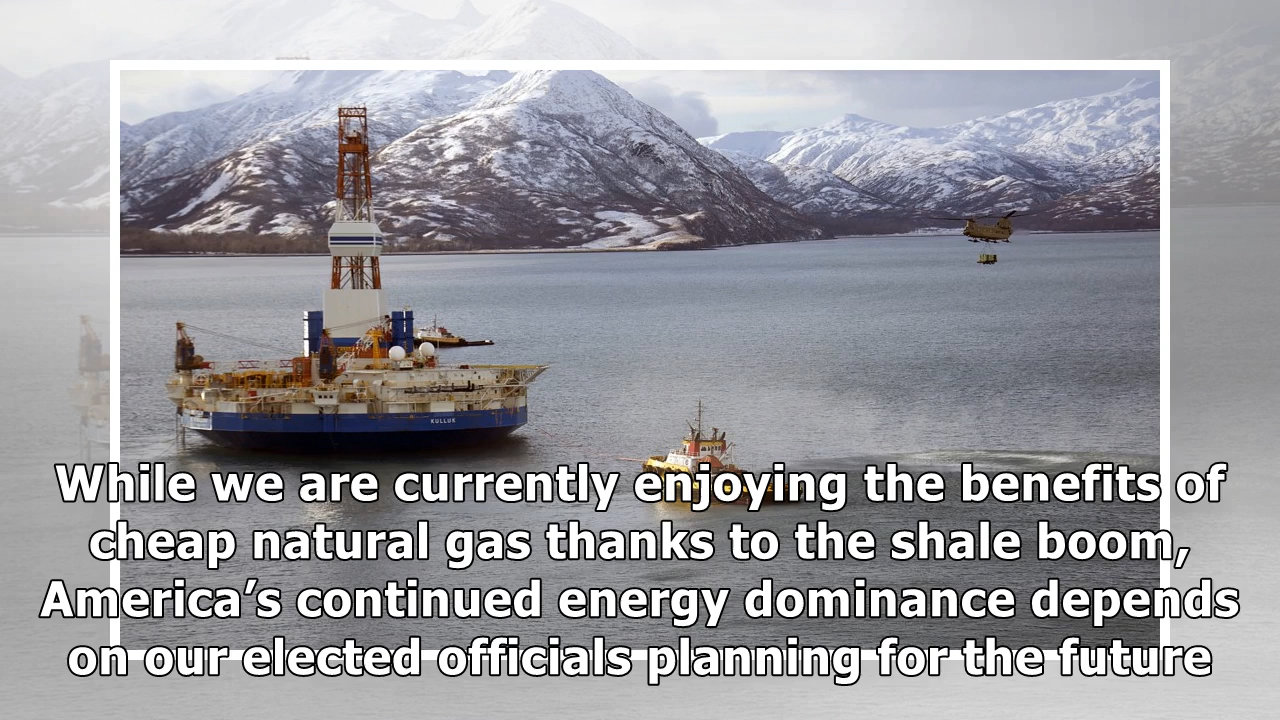 KULLUK
While we are currently enjoying the benefits of
cheap natural gas thanks to the shale boom,
America’s continued energy dominance depends
on our elected officials planning for the future